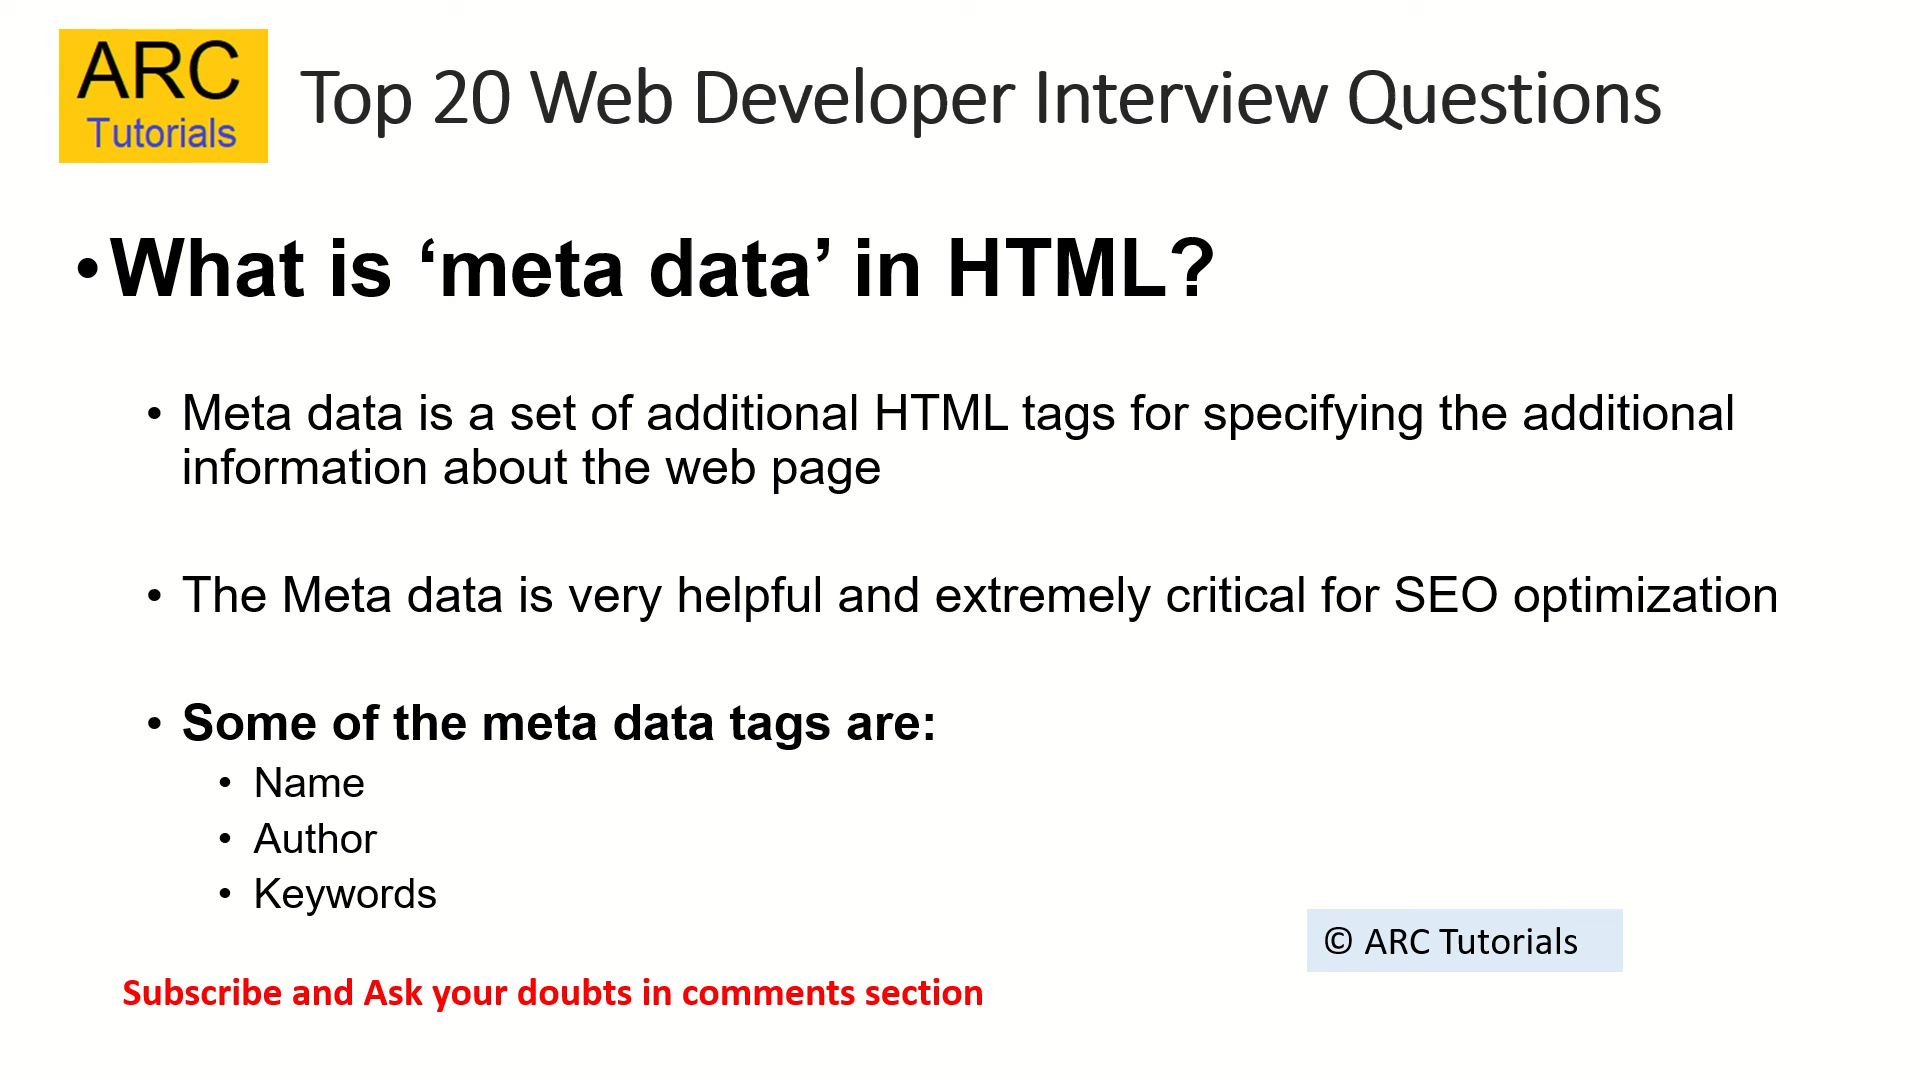 ARC
Tutorials
Top 20 Web Developer Interview Questions
• What is ‘meta data’ in HTML?
• Meta data is a set of additional HTML tags for specifying the additional
information about the web page
• The Meta data is very helpful and extremely critical for SEO optimization
• Some of the meta data tags are:
• Name
• Author
• Keywords
© ARC Tutorials
Subscribe and Ask your doubts in comments section